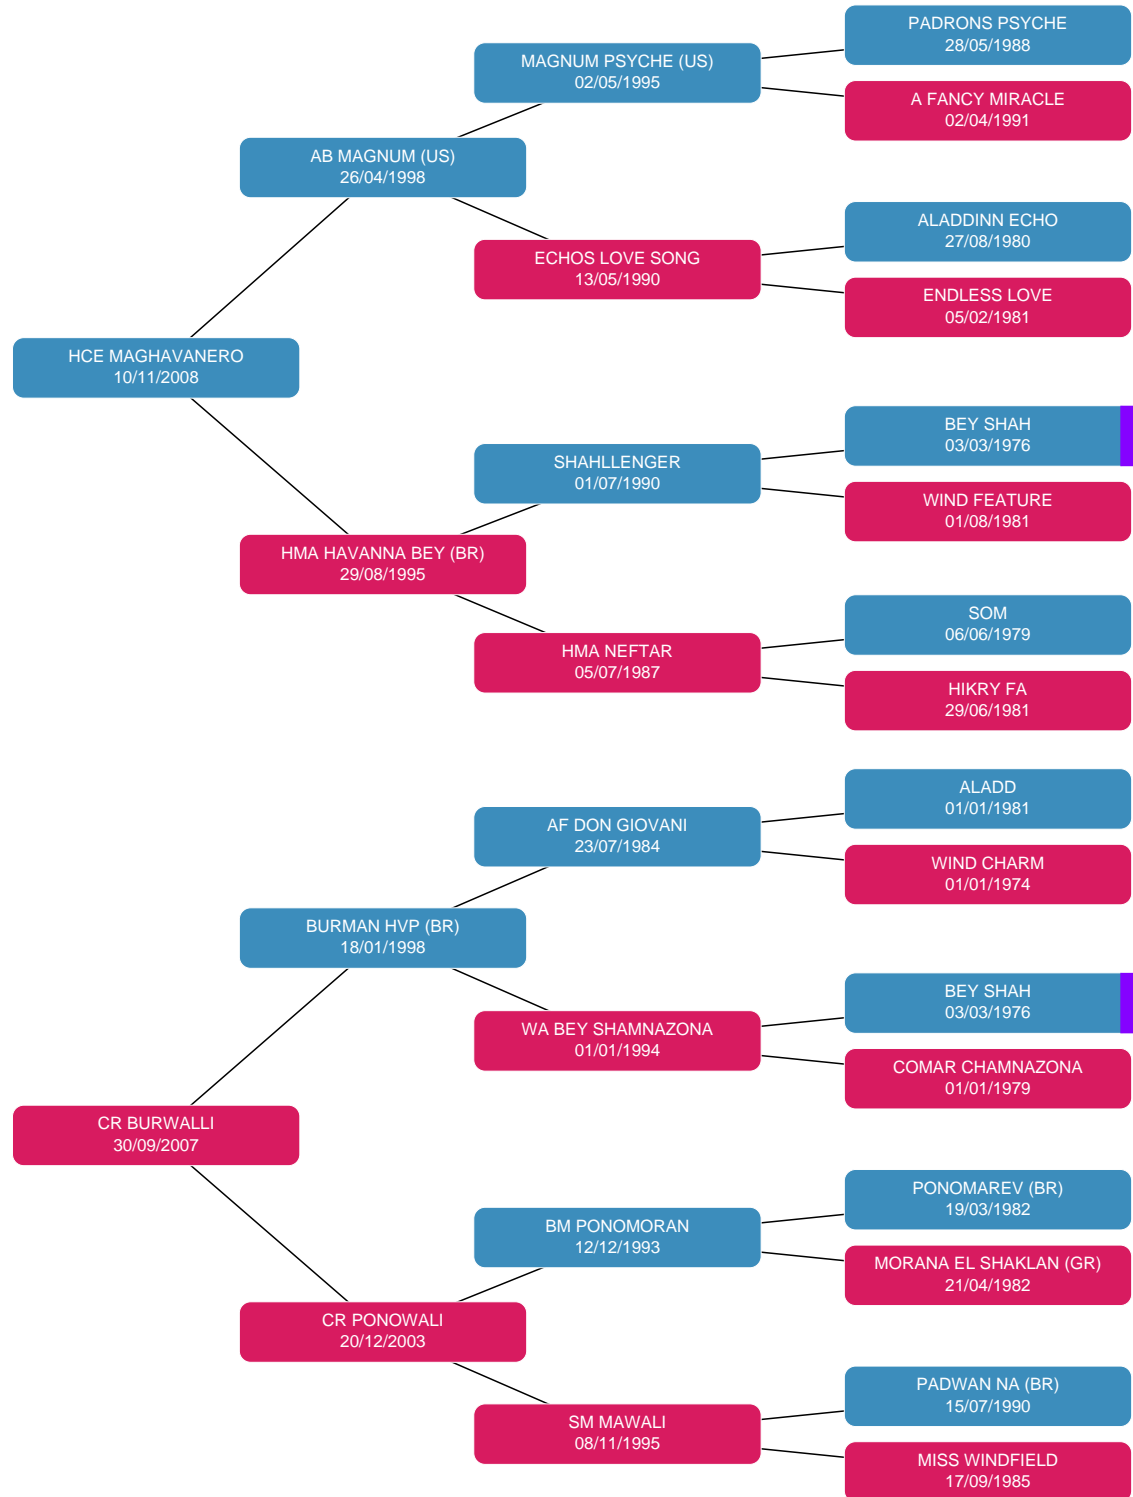 PADRONS PSYCHE
28/05/1988
MAGNUM PSYCHE (US)
02/05/1995
A FANCY MIRACLE
02/04/1991
AB MAGNUM (US)
26/04/1998
ALADDINN ECHO
27/08/1980
ECHOS LOVE SONG
13/05/1990
ENDLESS LOVE
05/02/1981
HCE MAGHAVANERO
10/11/2008
BEY SHAH
03/03/1976
SHAHLLENGER
01/07/1990
WIND FEATURE
01/08/1981
HMA HAVANNA BEY (BR)
29/08/1995
SOM
06/06/1979
HMA NEFTAR
05/07/1987
HIKRY FA
29/06/1981
ALADD
01/01/1981
AF DON GIOVANI
23/07/1984
WIND CHARM
01/01/1974
BURMAN HVP (BR)
18/01/1998
BEY SHAH
03/03/1976
WA BEY SHAMNAZONA
01/01/1994
COMAR CHAMNAZONA
01/01/1979
CR BURWALLI
30/09/2007
PONOMAREV (BR)
19/03/1982
BM PONOMORAN
12/12/1993
MORANA EL SHAKLAN (GR)
21/04/1982
CR PONOWALI
20/12/2003
PADWAN NA (BR)
15/07/1990
SM MAWALI
08/11/1995
MISS WINDFIELD
17/09/1985